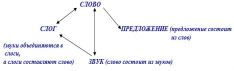 СЛОВО
СЛОГ
ПРЕДЛОЖЕНИЕ (предложение состоит
из слов)
(звуки объединяются в
слоги,
а слоги составляют слово)
ЗВУК (слово состоит из звуков)